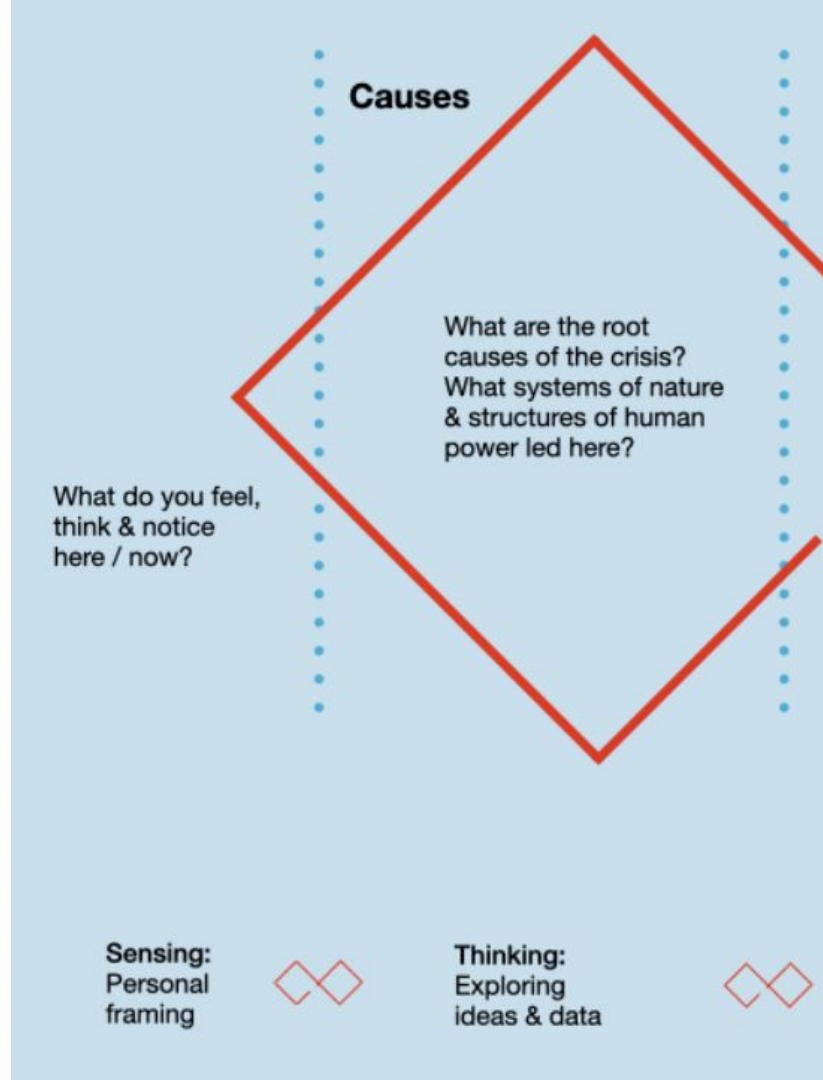 Causes
What are the root
causes of the crisis?
What systems of nature
& structures of human
power led here?
What do you feel,
think & notice
here / now?
Sensing:
Personal
framing
Thinking:
Exploring
ideas & data